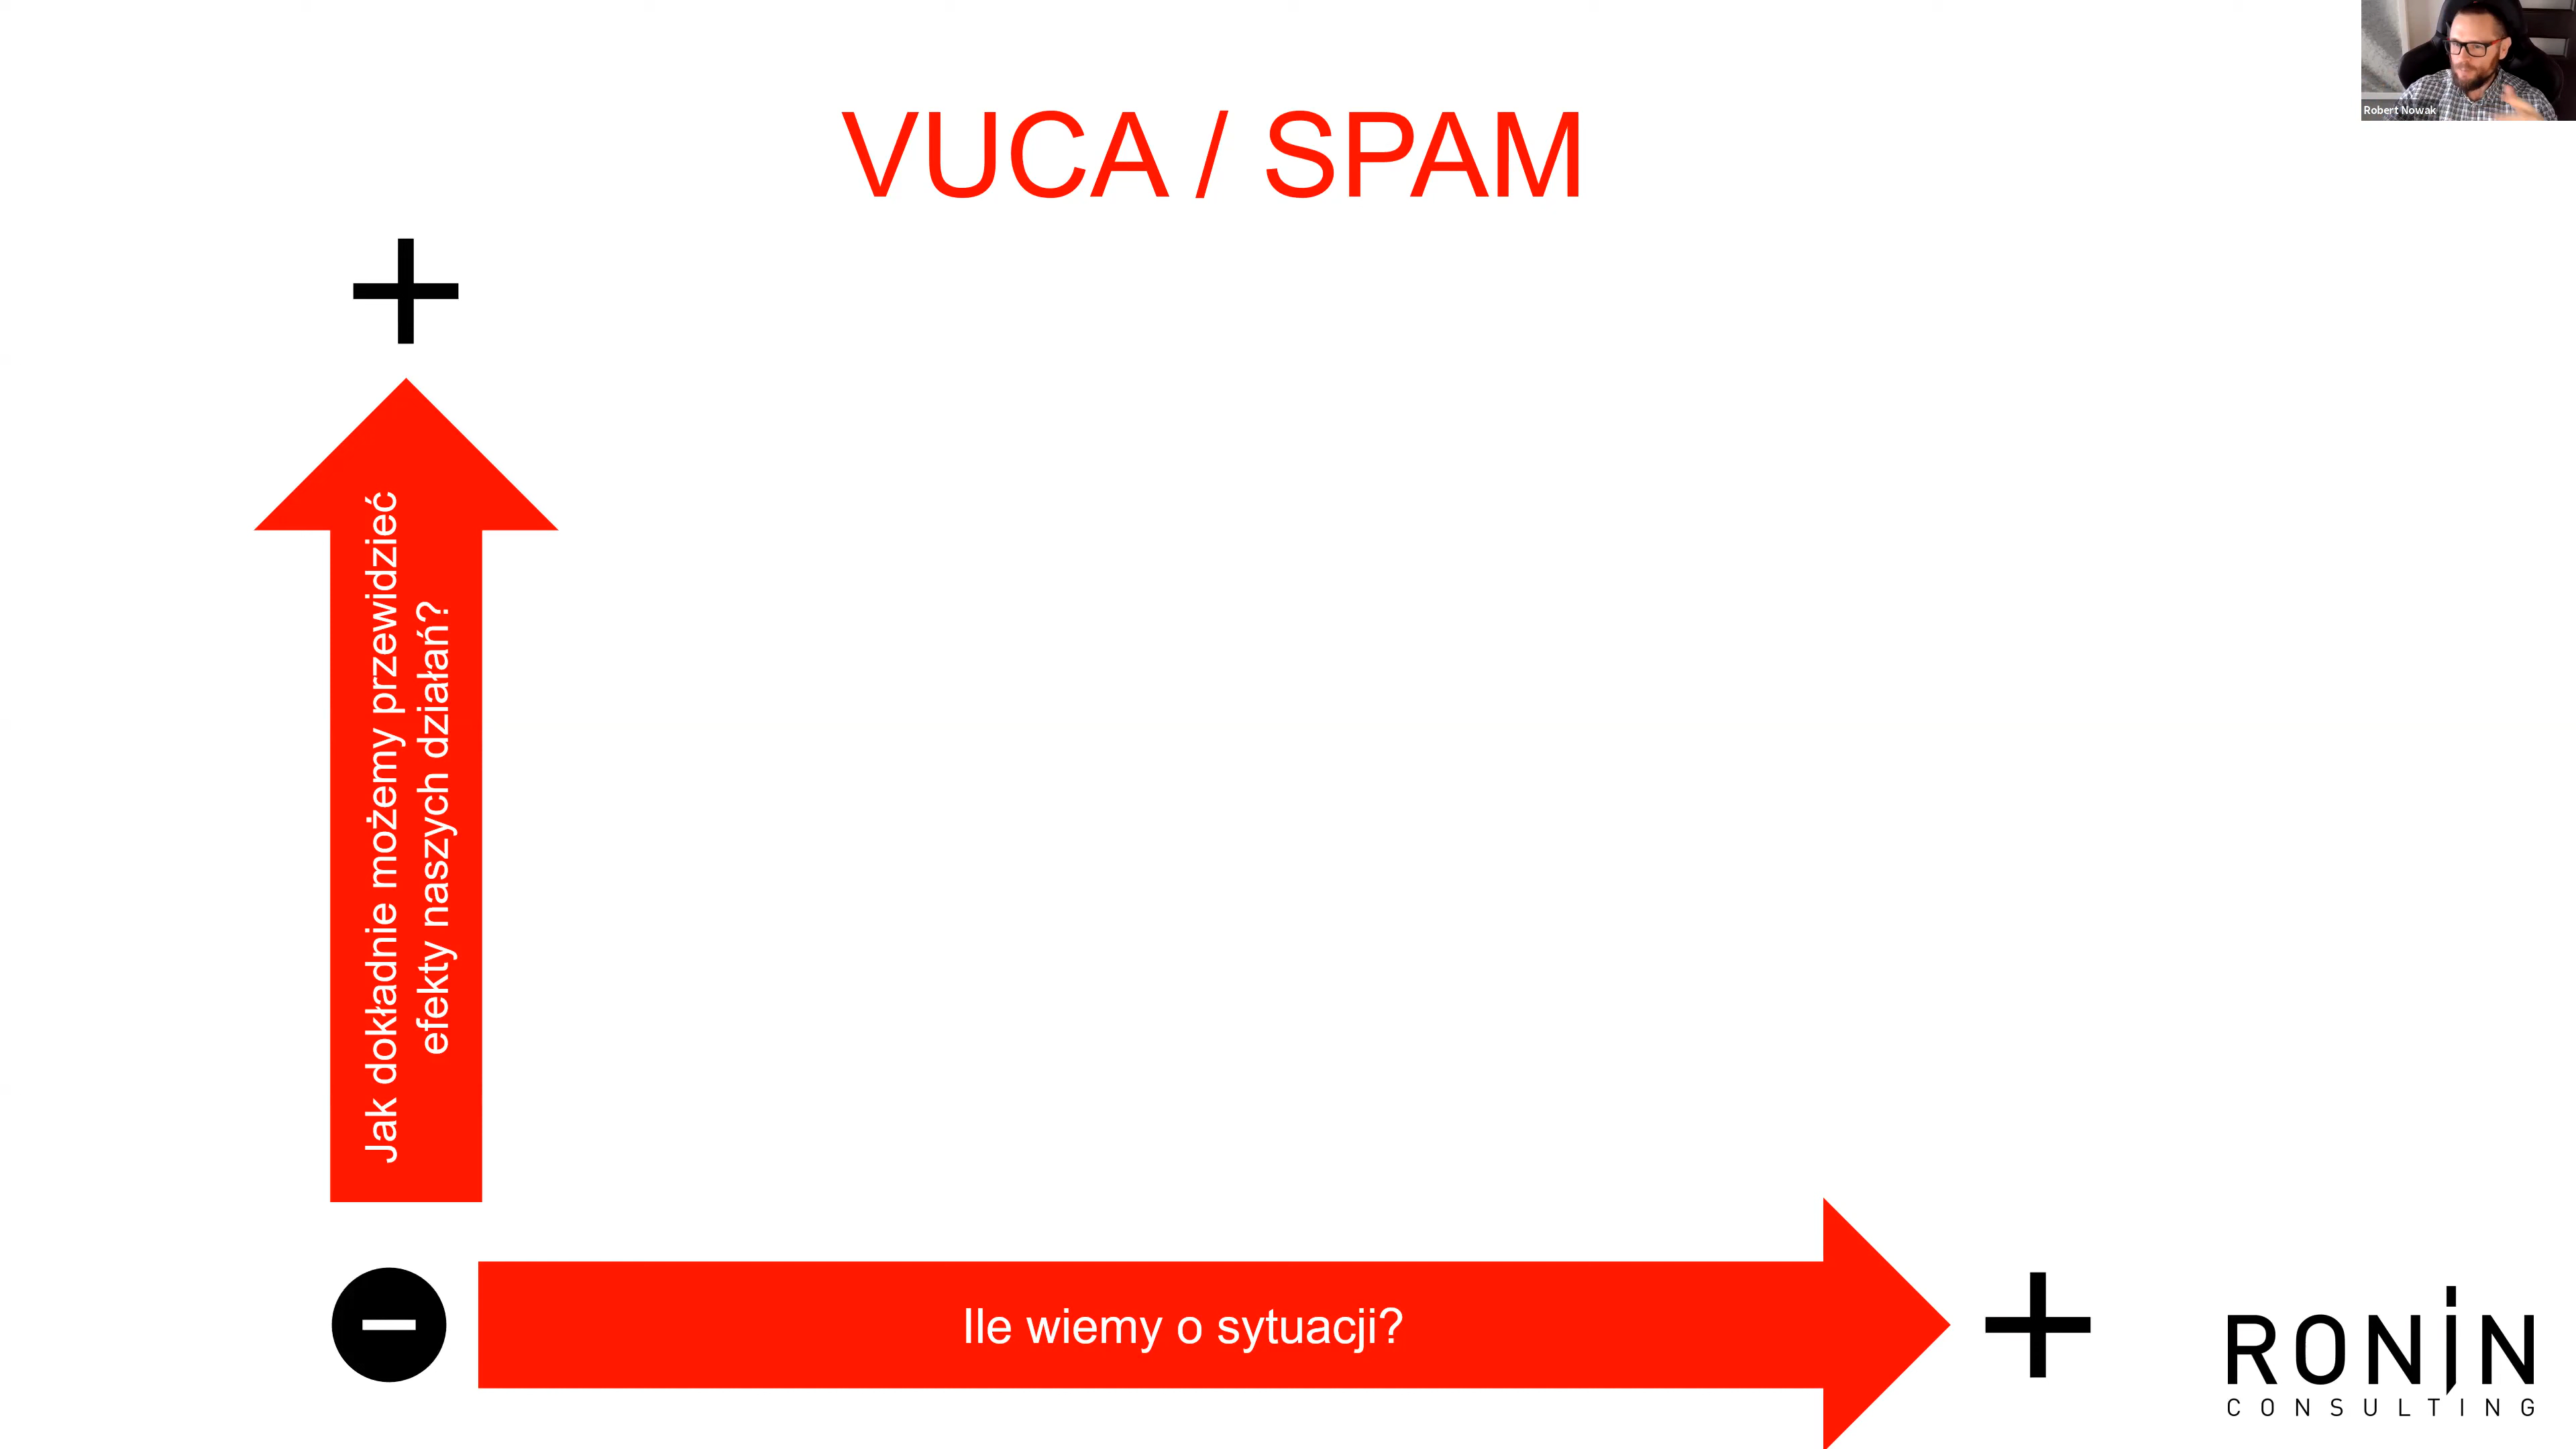 Robert Nowak
VUCA / SPAM
Jak dokładnie możemy przewidzieć
efekty naszych działań?
Ile wiemy o sytuacji?
RONIN
CONSULTING